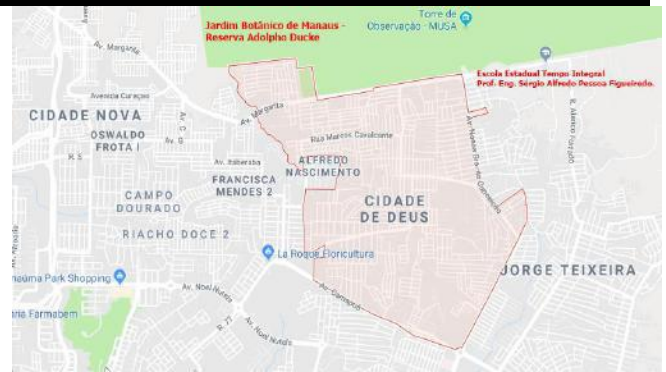 Jardim Botânico de Manaus -
Reserva Adolpho Ducke
Torre de
Observação - MUSA
Escola Estadual Tempo Integral
Prof. Eng. Sérgio Alfredo Pessoa Figueiredo.
Av. Margarita
Avenida Curaçao
CIDADE NOVA
OSWALDO
FROTA I
Av. Margarita
Rua Marcos Cavalcante
Av. Itaberaba
ALFREDO
NASCIMENTO
FRANCISCA
MENDES 2
CAMPO
DOURADO
CIDADE
DE DEUS
RIACHO DOCE 2
La Roque Floricultura
JORGE TEIXEIRA
Park Shopping
Av. Noel Nutels
Av. Camapuã
Av. Noel Nutels
Farmabem